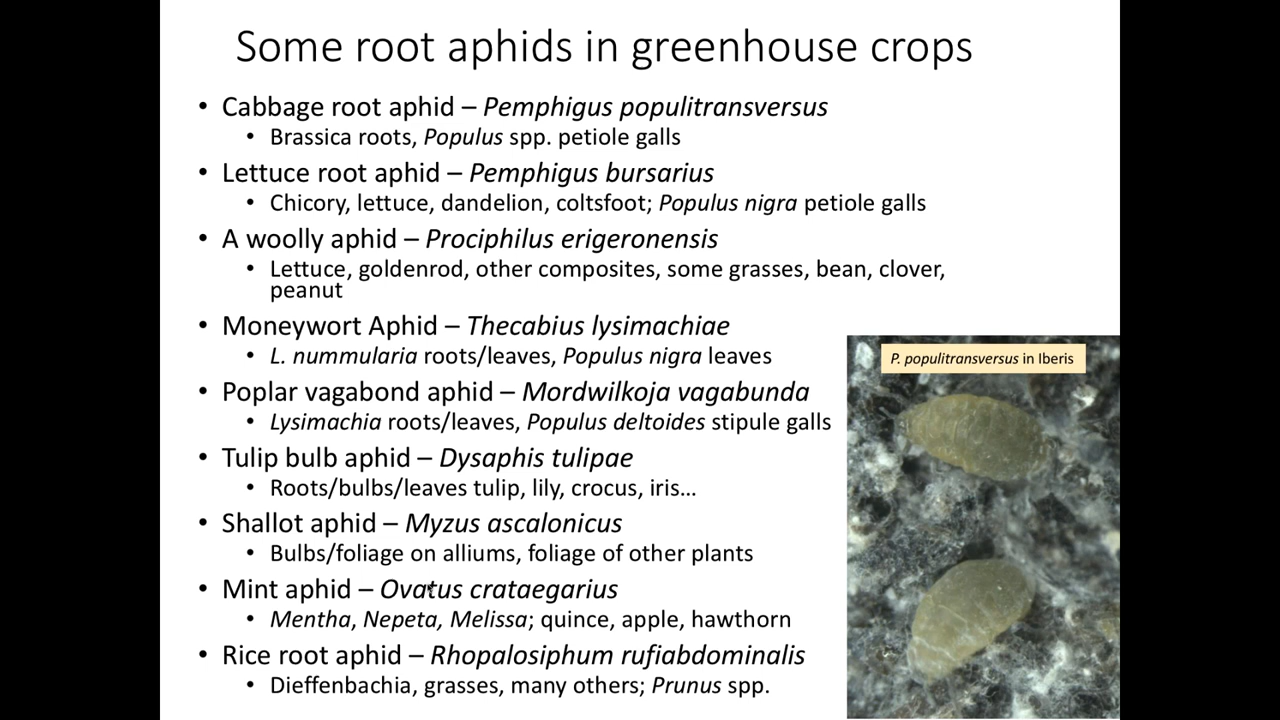 Some root aphids in greenhouse crops
• Cabbage root aphid – Pemphigus populitransversus
• Brassica roots, Populus spp. petiole galls
• Lettuce root aphid – Pemphigus bursarius
• Chicory, lettuce, dandelion, coltsfoot; Populus nigra petiole galls
• A woolly aphid – Prociphilus erigeronensis
• Lettuce, goldenrod, other composites, some grasses, bean, clover,
peanut
• Moneywort Aphid – Thecabius lysimachiae
• L. nummularia roots/leaves, Populus nigra leaves
• Poplar vagabond aphid – Mordwilkoja vagabunda
• Lysimachia roots/leaves, Populus deltoides stipule galls
• Tulip bulb aphid – Dysaphis tulipae
• Roots/bulbs/leaves tulip, lily, crocus, iris…
• Shallot aphid – Myzus ascalonicus
• Bulbs/foliage on alliums, foliage of other plants
• Mint aphid – Ovatus crataegarius
• Mentha, Nepeta, Melissa; quince, apple, hawthorn
• Rice root aphid – Rhopalosiphum rufiabdominalis
• Dieffenbachia, grasses, many others; Prunus spp.
P. populitransversus in Iberis